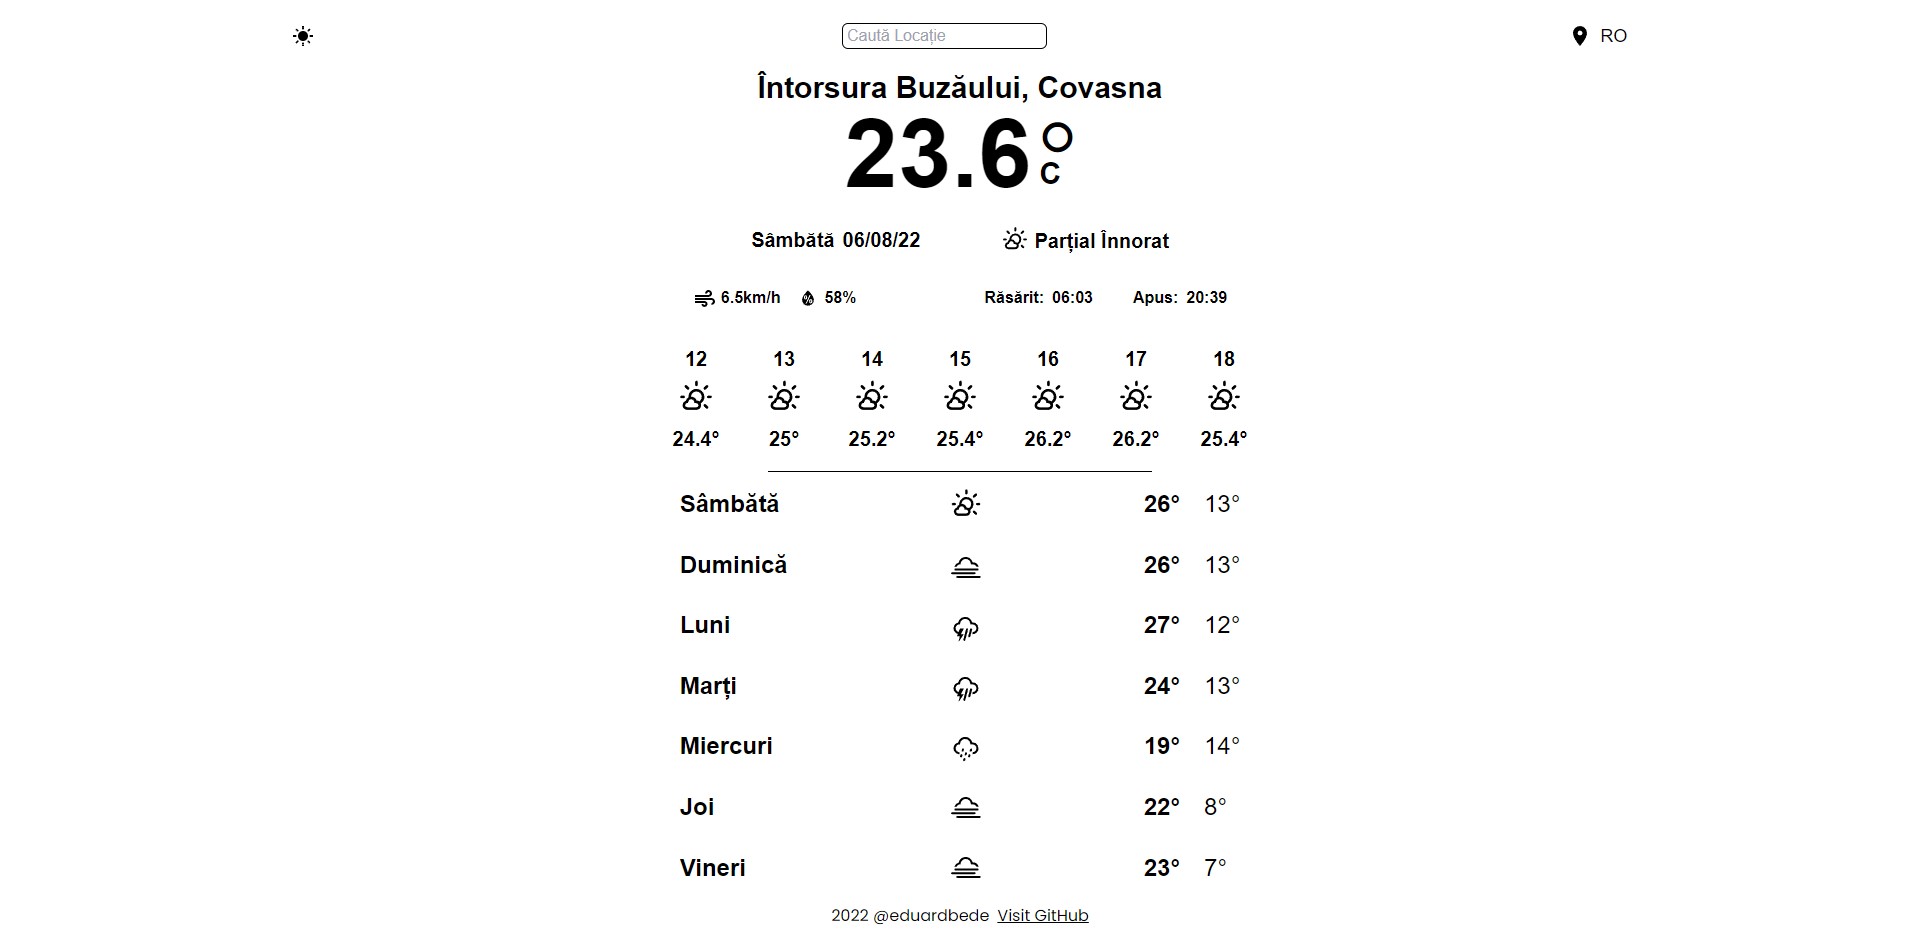 Caută Locație
RO
Întorsura Buzăului, Covasna
23.6°C
Sâmbătă 06/08/22 Parțial Înnorat
6.5km/h 58% Răsărit: 06:03 Apus: 20:39
12 13 14 15 16 17 18
24.4° 25° 25.2° 25.4° 26.2° 26.2° 25.4°
Sâmbătă 26° 13°
Duminică 26° 13°
Luni 27° 12°
Marți 24° 13°
Miercuri 19° 14°
Joi 22° 8°
Vineri 23° 7°
2022 @eduardbede Visit GitHub